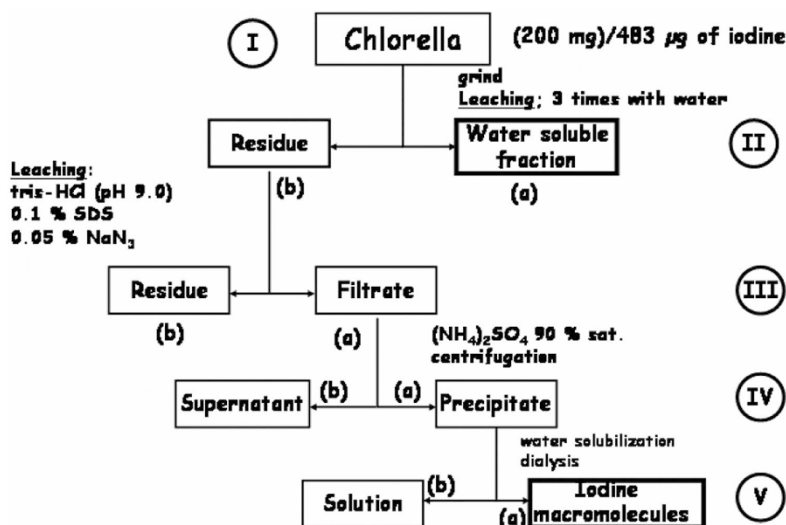 I
Chlorella
(200 mg)/483 µg of iodine
grind
Leaching; 3 times with water
Residue
Water soluble
fraction
II
(b)
(a)
Leaching:
tris-HCl (pH 9.0)
0.1 % SDS
0.05 % NaN₃
Residue
Filtrate
III
(b)
(a)
(NH₄)₂SO₄ 90 % sat.
centrifugation
Supernatant
(b)
(a)
Precipitate
IV
water solubilization
dialysis
Solution
(b)
(a)
Iodine
macromolecules
V